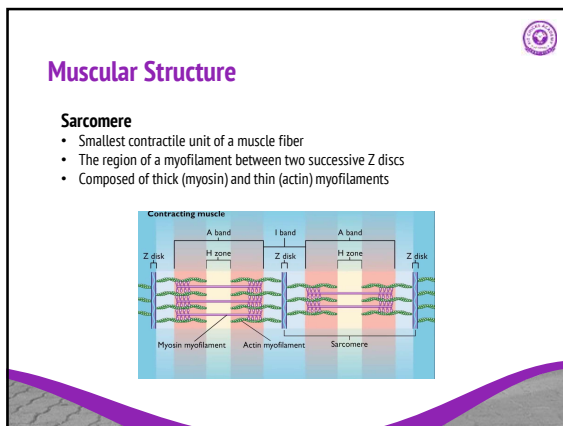 Muscular Structure
Sarcomere
• Smallest contractile unit of a muscle fiber
• The region of a myofilament between two successive Z discs
• Composed of thick (myosin) and thin (actin) myofilaments
Contracting muscle
A band I band A band
Z disk H zone Z disk H zone Z disk
Myosin myofilament Actin myofilament Sarcomere